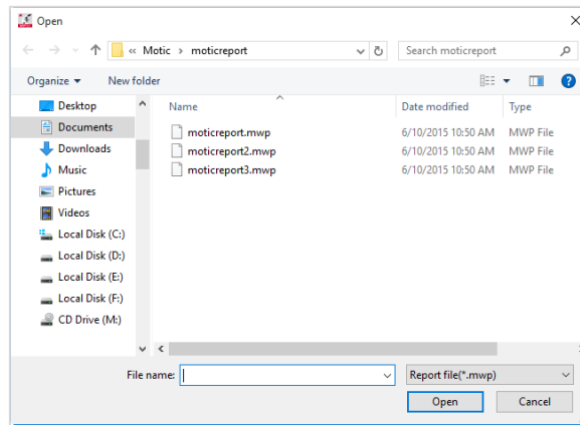 Open
« Motic › moticreport
Search moticreport
Organize
New folder
Name
Date modified
Type
Desktop
Documents
Downloads
Music
Pictures
Videos
Local Disk (C:)
Local Disk (D:)
Local Disk (E:)
Local Disk (F:)
CD Drive (M:)
moticreport.mwp 6/10/2015 10:50 AM MWP File
moticreport2.mwp 6/10/2015 10:50 AM MWP File
moticreport3.mwp 6/10/2015 10:50 AM MWP File
File name:
Report file(*.mwp)
Open
Cancel